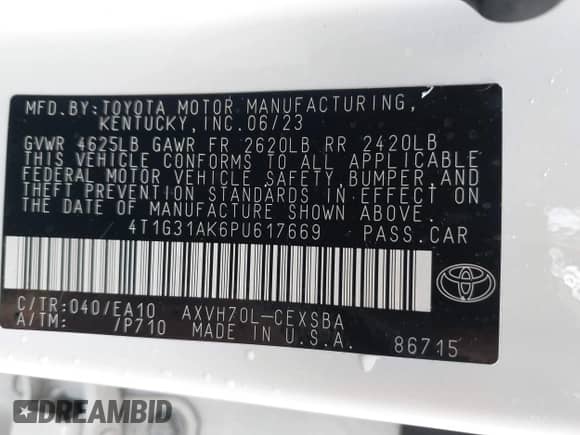 MFD.BY:TOYOTA MOTOR MANUFACTURING,
KENTUCKY,INC.06/23
GVWR 4625LB GAWR FR 2620LB RR 2420LB
THIS VEHICLE CONFORMS TO ALL APPLICABLE
FEDERAL MOTOR VEHICLE SAFETY,BUMPER,AND
THEFT PREVENTION STANDARDS IN EFFECT ON
THE DATE OF MANUFACTURE SHOWN ABOVE.
4T1G31AK6PU617669 PASS.CAR
C/TR:040/EA10 AXVH70L-CEXSBA
A/TM: /P710 MADE IN U.S.A. 86715
DREAMBID